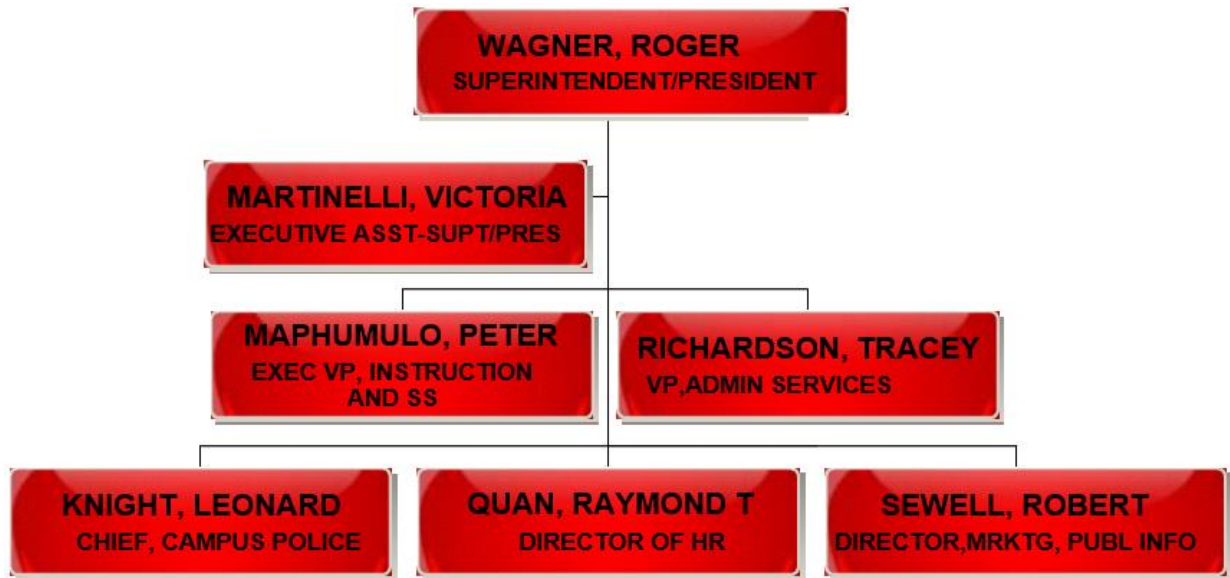 WAGNER, ROGER
SUPERINTENDENT/PRESIDENT
MARTINELLI, VICTORIA
EXECUTIVE ASST-SUPT/PRES
MAPHUMULO, PETER
EXEC VP, INSTRUCTION
AND SS
RICHARDSON, TRACEY
VP,ADMIN SERVICES
KNIGHT, LEONARD
CHIEF, CAMPUS POLICE
QUAN, RAYMOND T
DIRECTOR OF HR
SEWELL, ROBERT
DIRECTOR,MRKTG, PUBL INFO